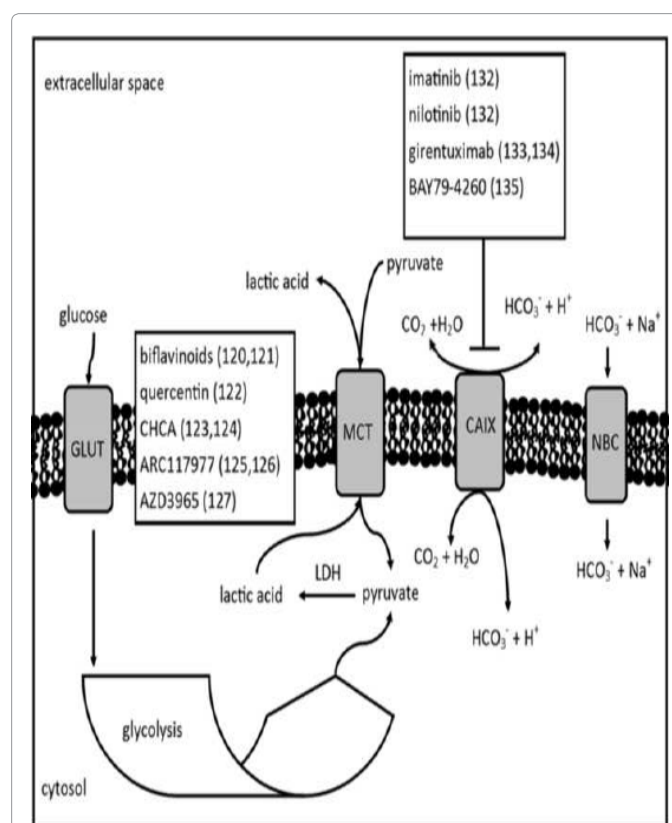 extracellular space
imatinib (132)
nilotinib (132)
girentuximab (133,134)
BAY79-4260 (135)
lactic acid
pyruvate
glucose
CO₂ +H₂O
HCO₃⁻ + H⁺
HCO₃⁻ + Na⁺
biflavinoids (120,121)
quercentin (122)
CHCA (123,124)
ARC117977 (125,126)
AZD3965 (127)
GLUT
MCT
CAIX
NBC
CO₂ + H₂O
HCO₃⁻ + Na⁺
LDH
lactic acid
pyruvate
HCO₃⁻ + H⁺
glycolysis
cytosol